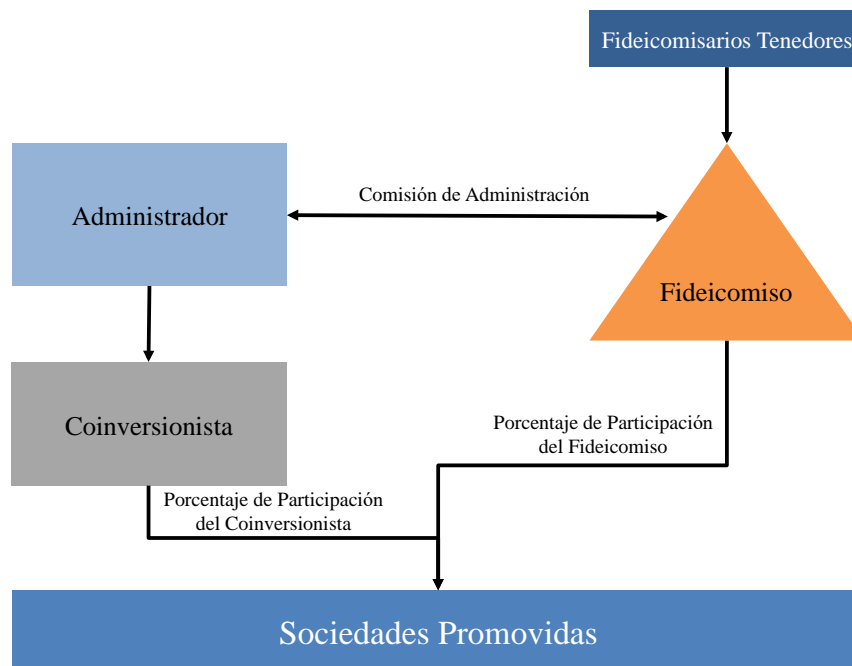 Fideicomisarios Tenedores
Comisión de Administración
Administrador
Fideicomiso
Coinversionista
Porcentaje de Participación
del Fideicomiso
Porcentaje de Participación
del Coinversionista
Sociedades Promovidas